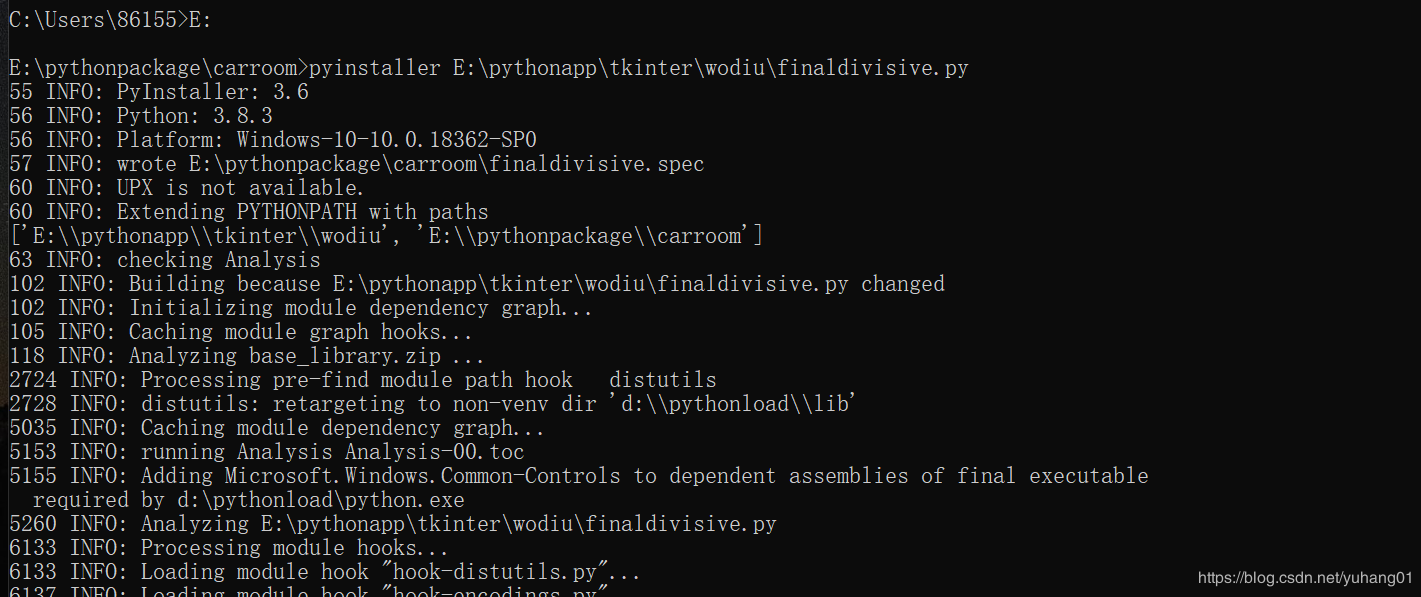 C:\Users\86155>E:
E:\pythonpackage\carroom>pyinstaller E:\pythonapp\tkinter\wodiu\finaldivisive.py
55 INFO: PyInstaller: 3.6
56 INFO: Python: 3.8.3
56 INFO: Platform: Windows-10-10.0.18362-SP0
57 INFO: wrote E:\pythonpackage\carroom\finaldivisive.spec
60 INFO: UPX is not available.
60 INFO: Extending PYTHONPATH with paths
['E:\\pythonapp\\tkinter\\wodiu', 'E:\\pythonpackage\\carroom']
63 INFO: checking Analysis
102 INFO: Building because E:\pythonapp\tkinter\wodiu\finaldivisive.py changed
102 INFO: Initializing module dependency graph...
105 INFO: Caching module graph hooks...
118 INFO: Analyzing base_library.zip ...
2724 INFO: Processing pre-find module path hook   distutils
2728 INFO: distutils: retargeting to non-venv dir 'd:\\pythonload\\lib'
5035 INFO: Caching module dependency graph...
5153 INFO: running Analysis Analysis-00.toc
5155 INFO: Adding Microsoft.Windows.Common-Controls to dependent assemblies of final executable
  required by d:\pythonload\python.exe
5260 INFO: Analyzing E:\pythonapp\tkinter\wodiu\finaldivisive.py
6133 INFO: Processing module hooks...
6133 INFO: Loading module hook "hook-distutils.py"...
6137 INFO: Loading module hook "hook-encodings.py"
https://blog.csdn.net/yuhang01